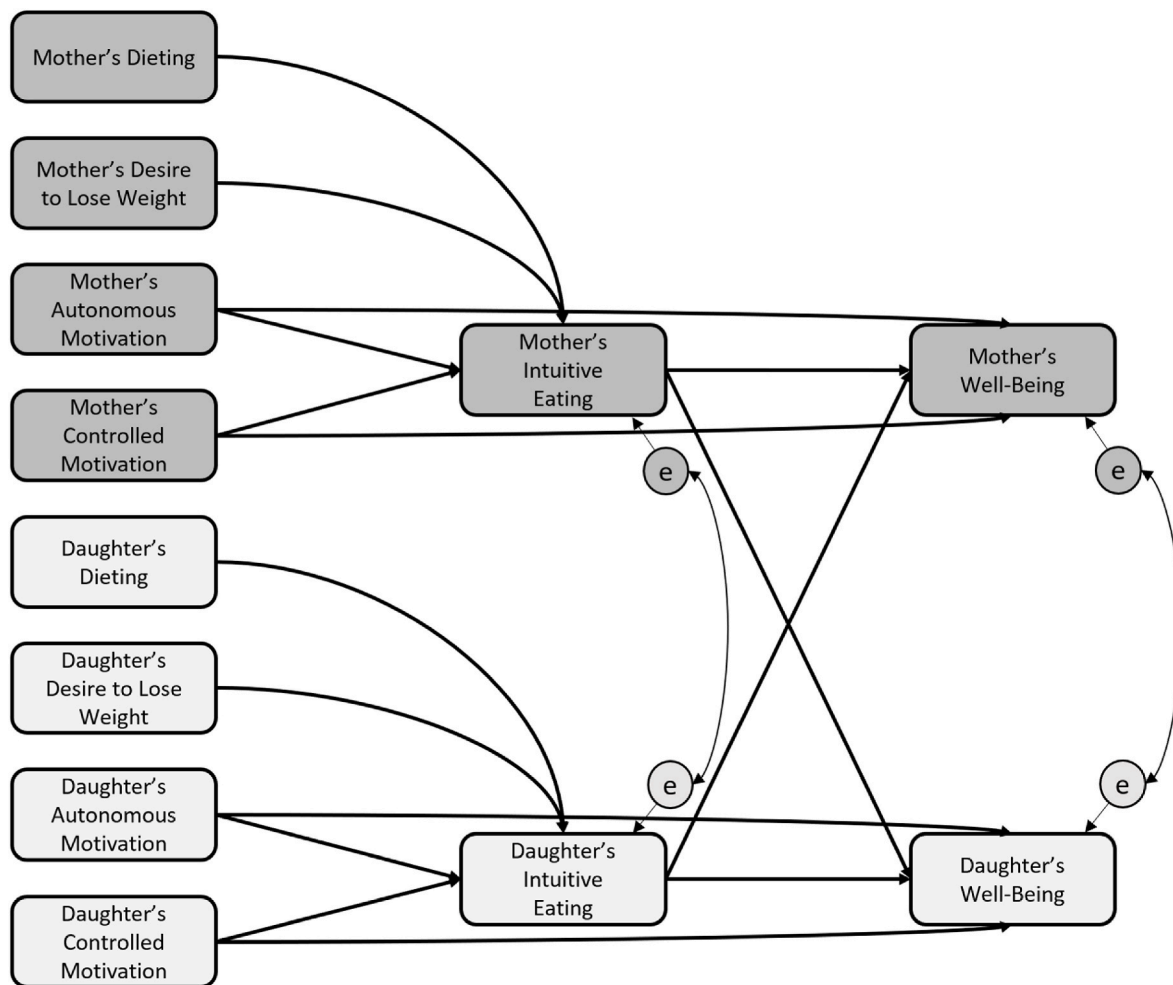 Mother’s Dieting
Mother’s Desire
to Lose Weight
Mother’s
Autonomous
Motivation
Mother’s
Controlled
Motivation
Mother’s
Intuitive
Eating
Mother’s
Well-Being
e
e
Daughter’s
Dieting
Daughter’s
Desire to Lose
Weight
Daughter’s
Autonomous
Motivation
Daughter’s
Controlled
Motivation
e
e
Daughter’s
Intuitive
Eating
Daughter’s
Well-Being